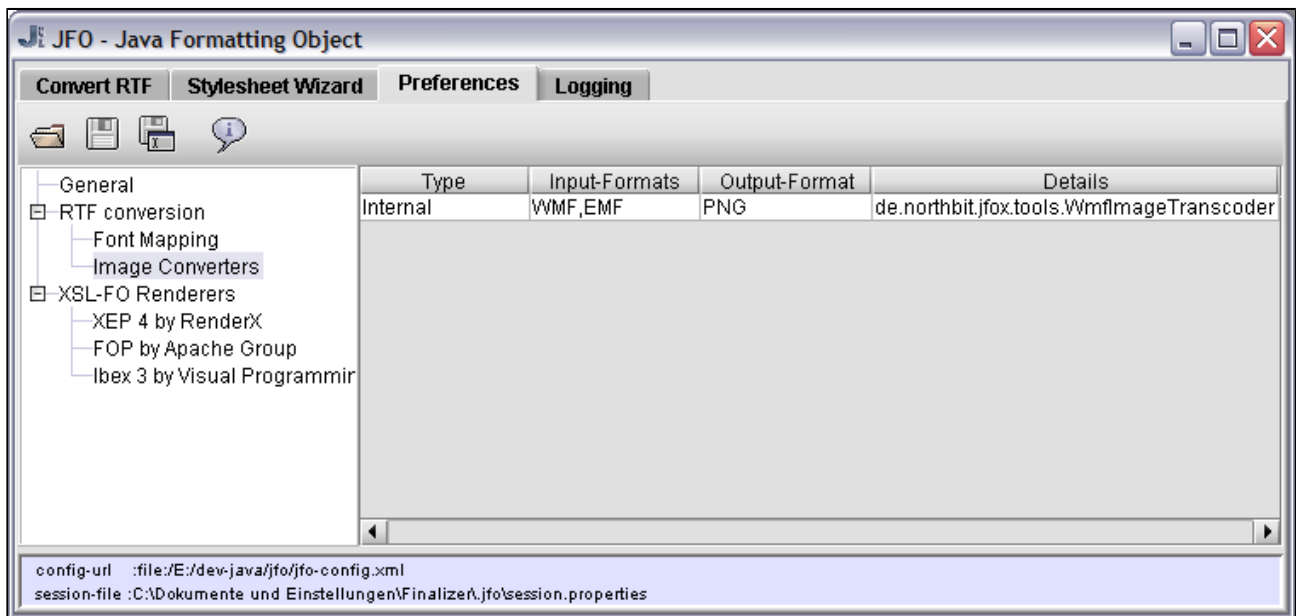 JFO - Java Formatting Object
Convert RTF Stylesheet Wizard Preferences Logging
General
RTF conversion
Font Mapping
Image Converters
XSL-FO Renderers
XEP 4 by RenderX
FOP by Apache Group
Ibex 3 by Visual Programmin
Type Input-Formats Output-Format Details
Internal WMF,EMF PNG de.northbit.jfox.tools.WmfImageTranscoder
config-url :file:/E:/dev-java/jfo/jfo-config.xml
session-file :C:\Dokumente und Einstellungen\Finalizer\.jfo\session.properties